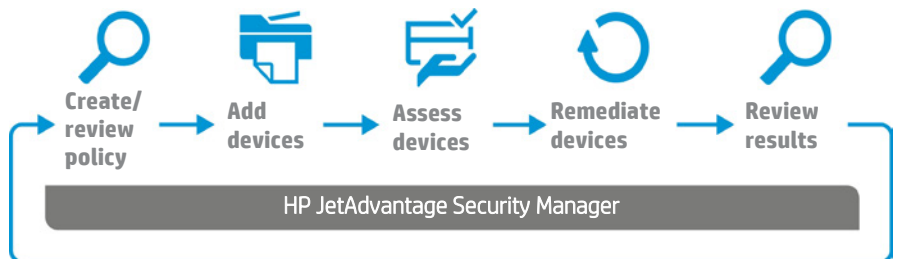 Create/
review
policy
Add
devices
Assess
devices
Remediate
devices
Review
results
HP JetAdvantage Security Manager